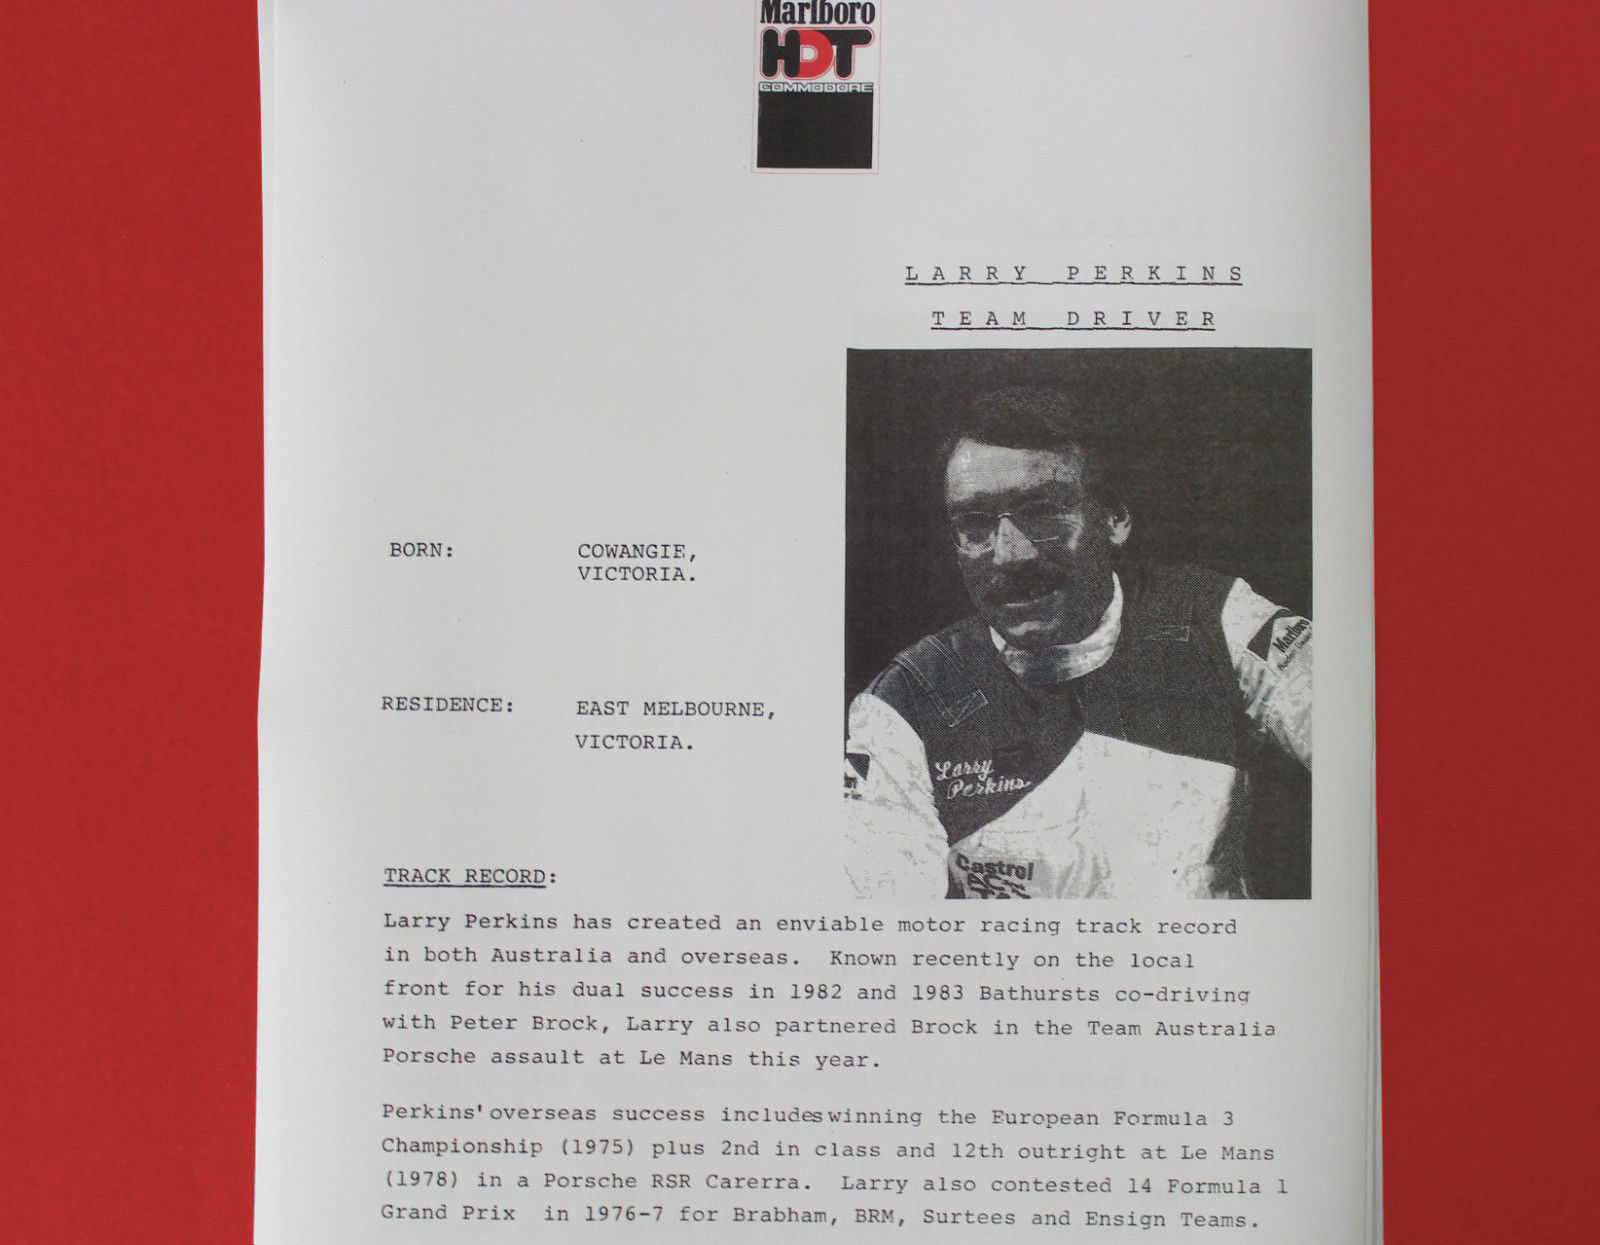 Marlboro
HDT
COMMODORE
LARRY PERKINS
TEAM DRIVER
BORN: COWANGIE,
VICTORIA.
RESIDENCE: EAST MELBOURNE,
VICTORIA.
Marlboro
Larry
Perkins
Castrol
TRACK RECORD:
Larry Perkins has created an enviable motor racing track record
in both Australia and overseas. Known recently on the local
front for his dual success in 1982 and 1983 Bathursts co-driving
with Peter Brock, Larry also partnered Brock in the Team Australia
Porsche assault at Le Mans this year.
Perkins' overseas success includes winning the European Formula 3
Championship (1975) plus 2nd in class and 12th outright at Le Mans
(1978) in a Porsche RSR Carerra. Larry also contested 14 Formula 1
Grand Prix in 1976-7 for Brabham, BRM, Surtees and Ensign Teams.